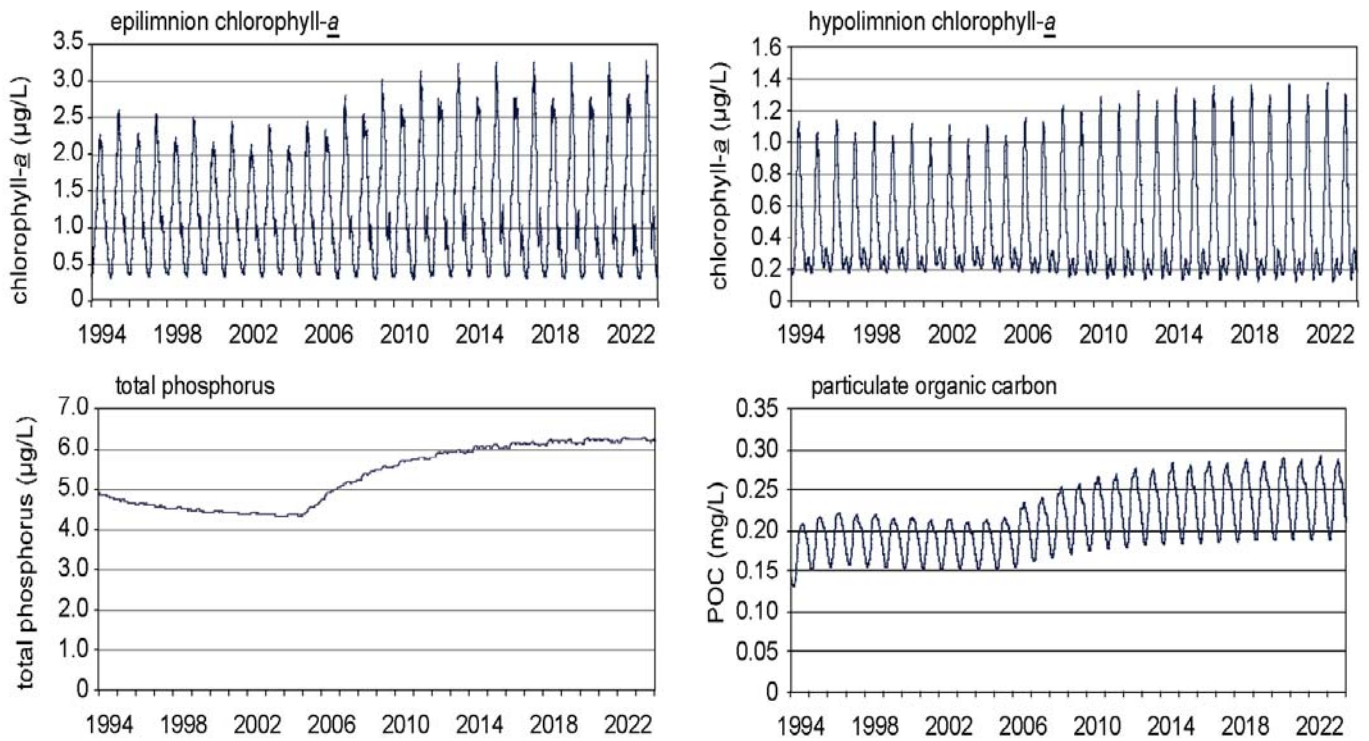 epilimnion chlorophyll-a
chlorophyll-a (µg/L)
3.5
3.0
2.5
2.0
1.5
1.0
0.5
0
1994 1998 2002 2006 2010 2014 2018 2022
hypolimnion chlorophyll-a
chlorophyll-a (µg/L)
1.6
1.4
1.2
1.0
0.8
0.6
0.4
0.2
0
1994 1998 2002 2006 2010 2014 2018 2022
total phosphorus
total phosphorus (µg/L)
7.0
6.0
5.0
4.0
3.0
2.0
1.0
0
1994 1998 2002 2006 2010 2014 2018 2022
particulate organic carbon
POC (mg/L)
0.35
0.30
0.25
0.20
0.15
0.10
0.05
0
1994 1998 2002 2006 2010 2014 2018 2022